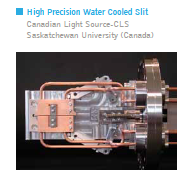 High Precision Water Cooled Slit
Canadian Light Source-CLS
Saskatchewan University (Canada)